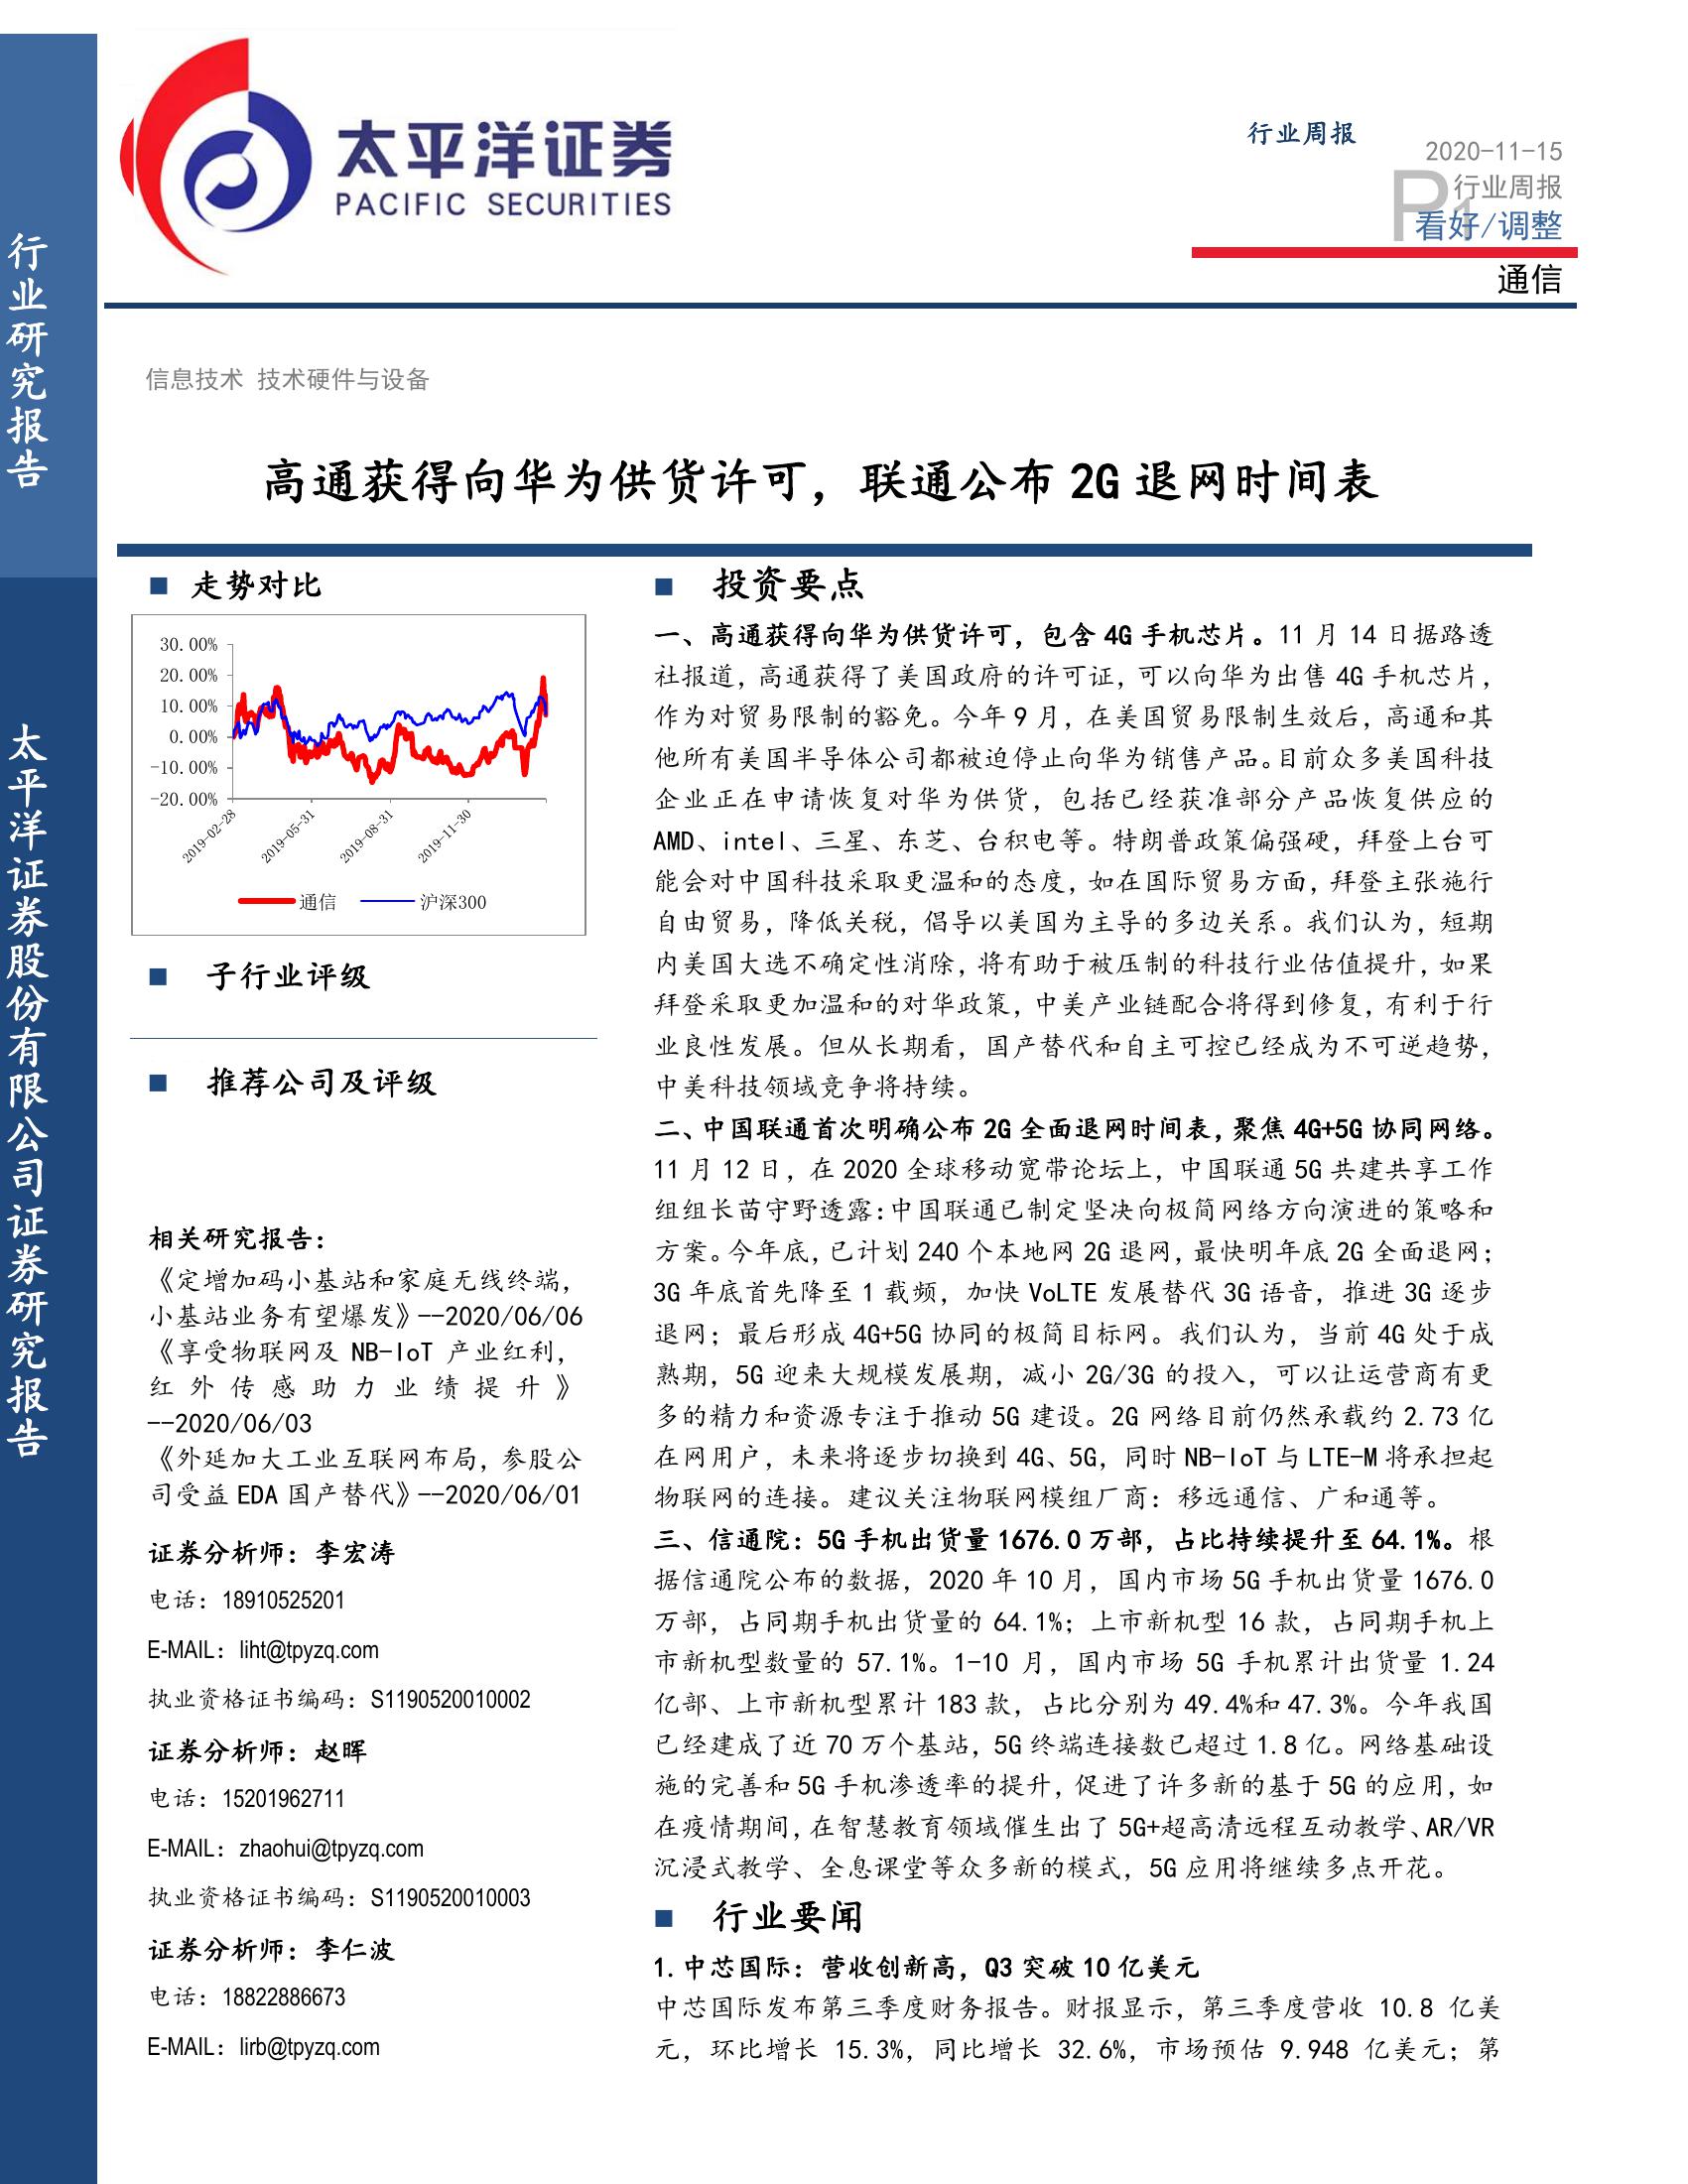 行业研究报告
太平洋证券股份有限公司证券研究报告
太平洋证券
PACIFIC SECURITIES
行业周报
2020-11-15
P1
行业周报
看好/调整
通信
信息技术 技术硬件与设备
高通获得向华为供货许可，联通公布 2G 退网时间表
走势对比
30.00%
20.00%
10.00%
0.00%
-10.00%
-20.00%
2019-02-28
2019-05-31
2019-08-31
2019-11-30
通信 沪深300
子行业评级
推荐公司及评级
相关研究报告：
《定增加码小基站和家庭无线终端，
小基站业务有望爆发》--2020/06/06
《享受物联网及 NB-IoT 产业红利，
红外传感助力业绩提升》
--2020/06/03
《外延加大工业互联网布局，参股公
司受益 EDA 国产替代》--2020/06/01
证券分析师：李宏涛
电话：18910525201
E-MAIL：liht@tpyzq.com
执业资格证书编码：S1190520010002
证券分析师：赵晖
电话：15201962711
E-MAIL：zhaohui@tpyzq.com
执业资格证书编码：S1190520010003
证券分析师：李仁波
电话：18822886673
E-MAIL：lirb@tpyzq.com
投资要点
一、高通获得向华为供货许可，包含 4G 手机芯片。11 月 14 日据路透
社报道，高通获得了美国政府的许可证，可以向华为出售 4G 手机芯片，
作为对贸易限制的豁免。今年 9 月，在美国贸易限制生效后，高通和其
他所有美国半导体公司都被迫停止向华为销售产品。目前众多美国科技
企业正在申请恢复对华为供货，包括已经获准部分产品恢复供应的
AMD、intel、三星、东芝、台积电等。特朗普政策偏强硬，拜登上台可
能会对中国科技采取更温和的态度，如在国际贸易方面，拜登主张施行
自由贸易，降低关税，倡导以美国为主导的多边关系。我们认为，短期
内美国大选不确定性消除，将有助于被压制的科技行业估值提升，如果
拜登采取更加温和的对华政策，中美产业链配合将得到修复，有利于行
业良性发展。但从长期看，国产替代和自主可控已经成为不可逆趋势，
中美科技领域竞争将持续。
二、中国联通首次明确公布 2G 全面退网时间表，聚焦 4G+5G 协同网络。
11 月 12 日，在 2020 全球移动宽带论坛上，中国联通 5G 共建共享工作
组组长苗守野透露：中国联通已制定坚决向极简网络方向演进的策略和
方案。今年底，已计划 240 个本地网 2G 退网，最快明年底 2G 全面退网；
3G 年底首先降至 1 载频，加快 VoLTE 发展替代 3G 语音，推进 3G 逐步
退网；最后形成 4G+5G 协同的极简目标网。我们认为，当前 4G 处于成
熟期，5G 迎来大规模发展期，减小 2G/3G 的投入，可以让运营商有更
多的精力和资源专注于推动 5G 建设。2G 网络目前仍然承载约 2.73 亿
在网用户，未来将逐步切换到 4G、5G，同时 NB-IoT 与 LTE-M 将承担起
物联网的连接。建议关注物联网模组厂商：移远通信、广和通等。
三、信通院：5G 手机出货量 1676.0 万部，占比持续提升至 64.1%。根
据信通院公布的数据，2020 年 10 月，国内市场 5G 手机出货量 1676.0
万部，占同期手机出货量的 64.1%；上市新机型 16 款，占同期手机上
市新机型数量的 57.1%。1-10 月，国内市场 5G 手机累计出货量 1.24
亿部、上市新机型累计 183 款，占比分别为 49.4%和 47.3%。今年我国
已经建成了近 70 万个基站，5G 终端连接数已超过 1.8 亿。网络基础设
施的完善和 5G 手机渗透率的提升，促进了许多新的基于 5G 的应用，如
在疫情期间，在智慧教育领域催生出了 5G+超高清远程互动教学、AR/VR
沉浸式教学、全息课堂等众多新的模式，5G 应用将继续多点开花。
行业要闻
1.中芯国际：营收创新高，Q3 突破 10 亿美元
中芯国际发布第三季度财务报告。财报显示，第三季度营收 10.8 亿美
元，环比增长 15.3%，同比增长 32.6%，市场预估 9.948 亿美元；第